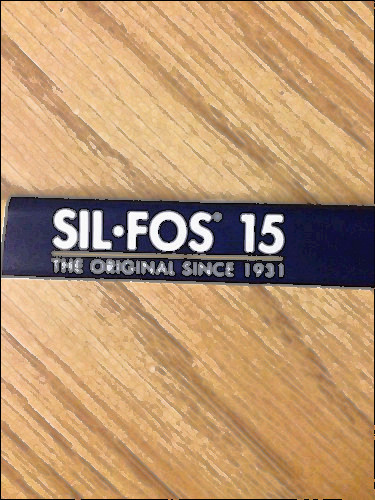 SIL·FOS® 15
THE ORIGINAL SINCE 1931